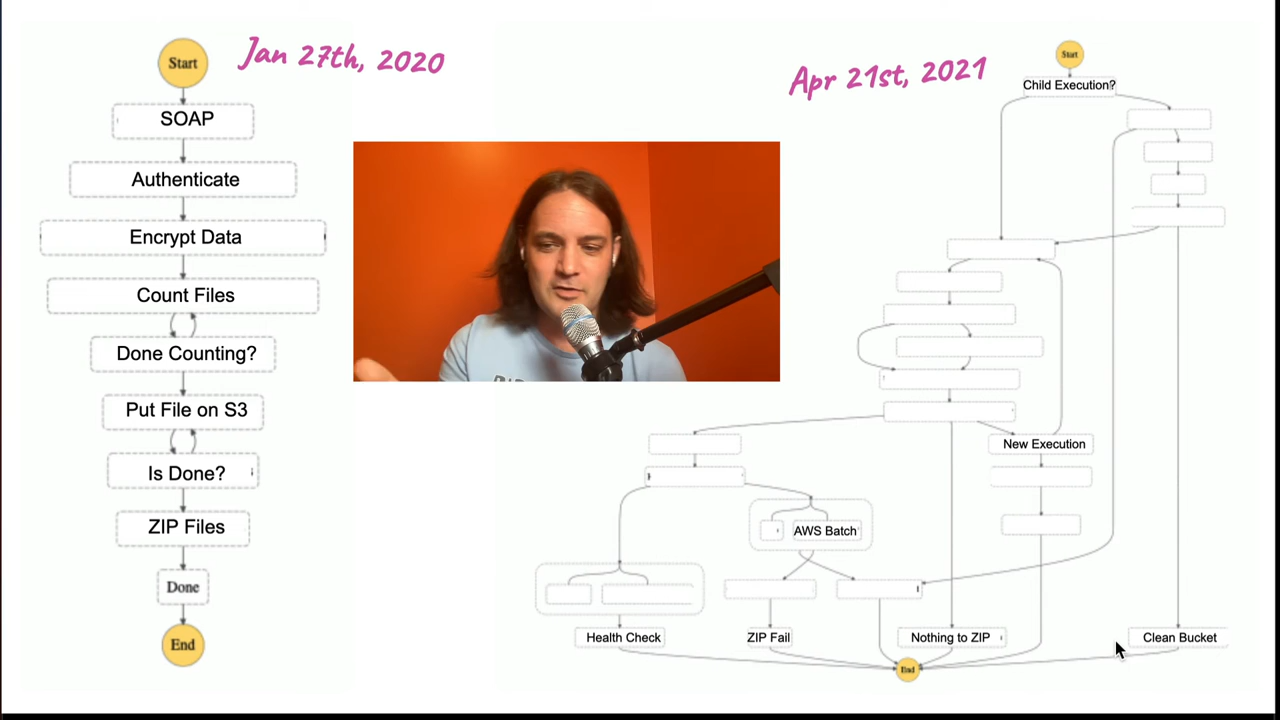 Jan 27th, 2020
Start
SOAP
Authenticate
Encrypt Data
Count Files
Done Counting?
Put File on S3
Is Done?
ZIP Files
Done
End
Apr 21st, 2021
Start
Child Execution?
New Execution
AWS Batch
Health Check
ZIP Fail
Nothing to ZIP
Clean Bucket
End